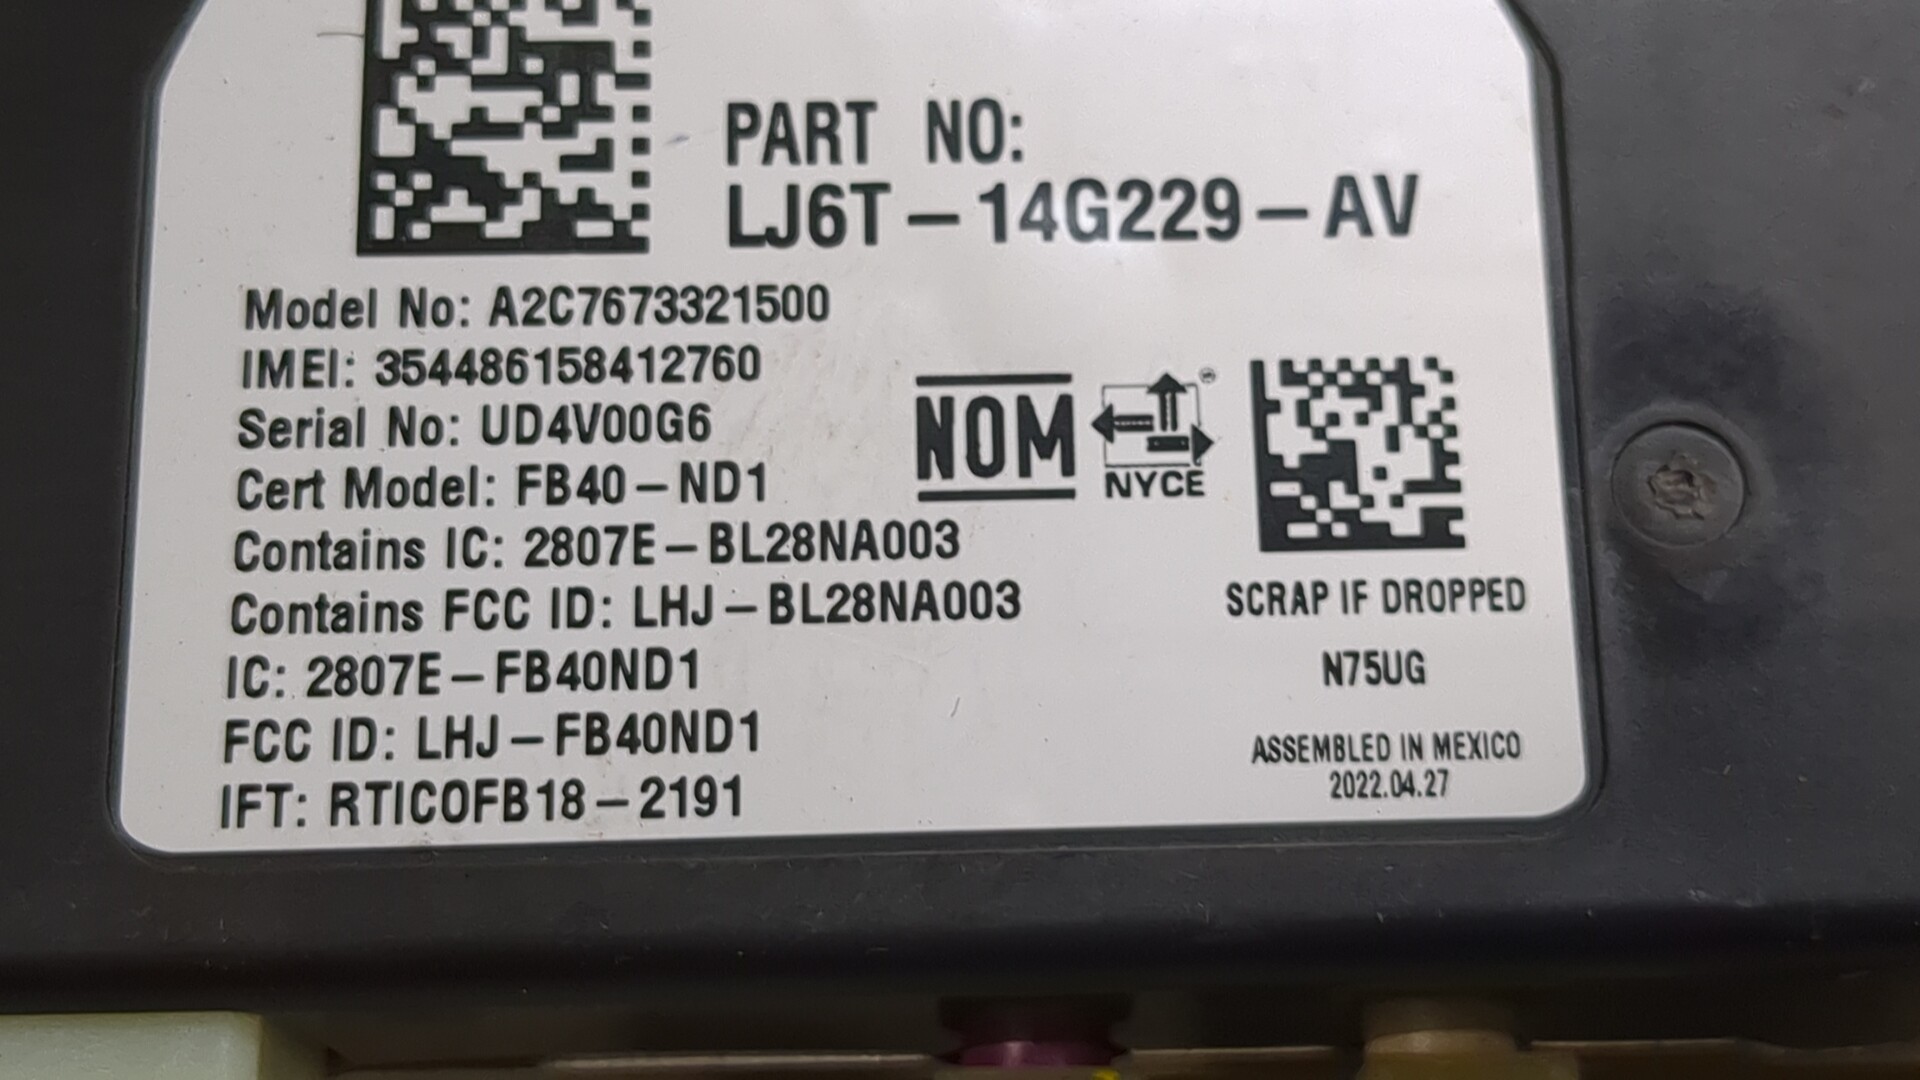 PART NO:
LJ6T-14G229-AV
Model No: A2C7673321500
IMEI: 354486158412760
Serial No: UD4V00G6
Cert Model: FB40-ND1
Contains IC: 2807E-BL28NA003
Contains FCC ID: LHJ-BL28NA003
IC: 2807E-FB40ND1
FCC ID: LHJ-FB40ND1
IFT: RTICOFB18-2191
NOM
NYCE
SCRAP IF DROPPED
N75UG
ASSEMBLED IN MEXICO
2022.04.27